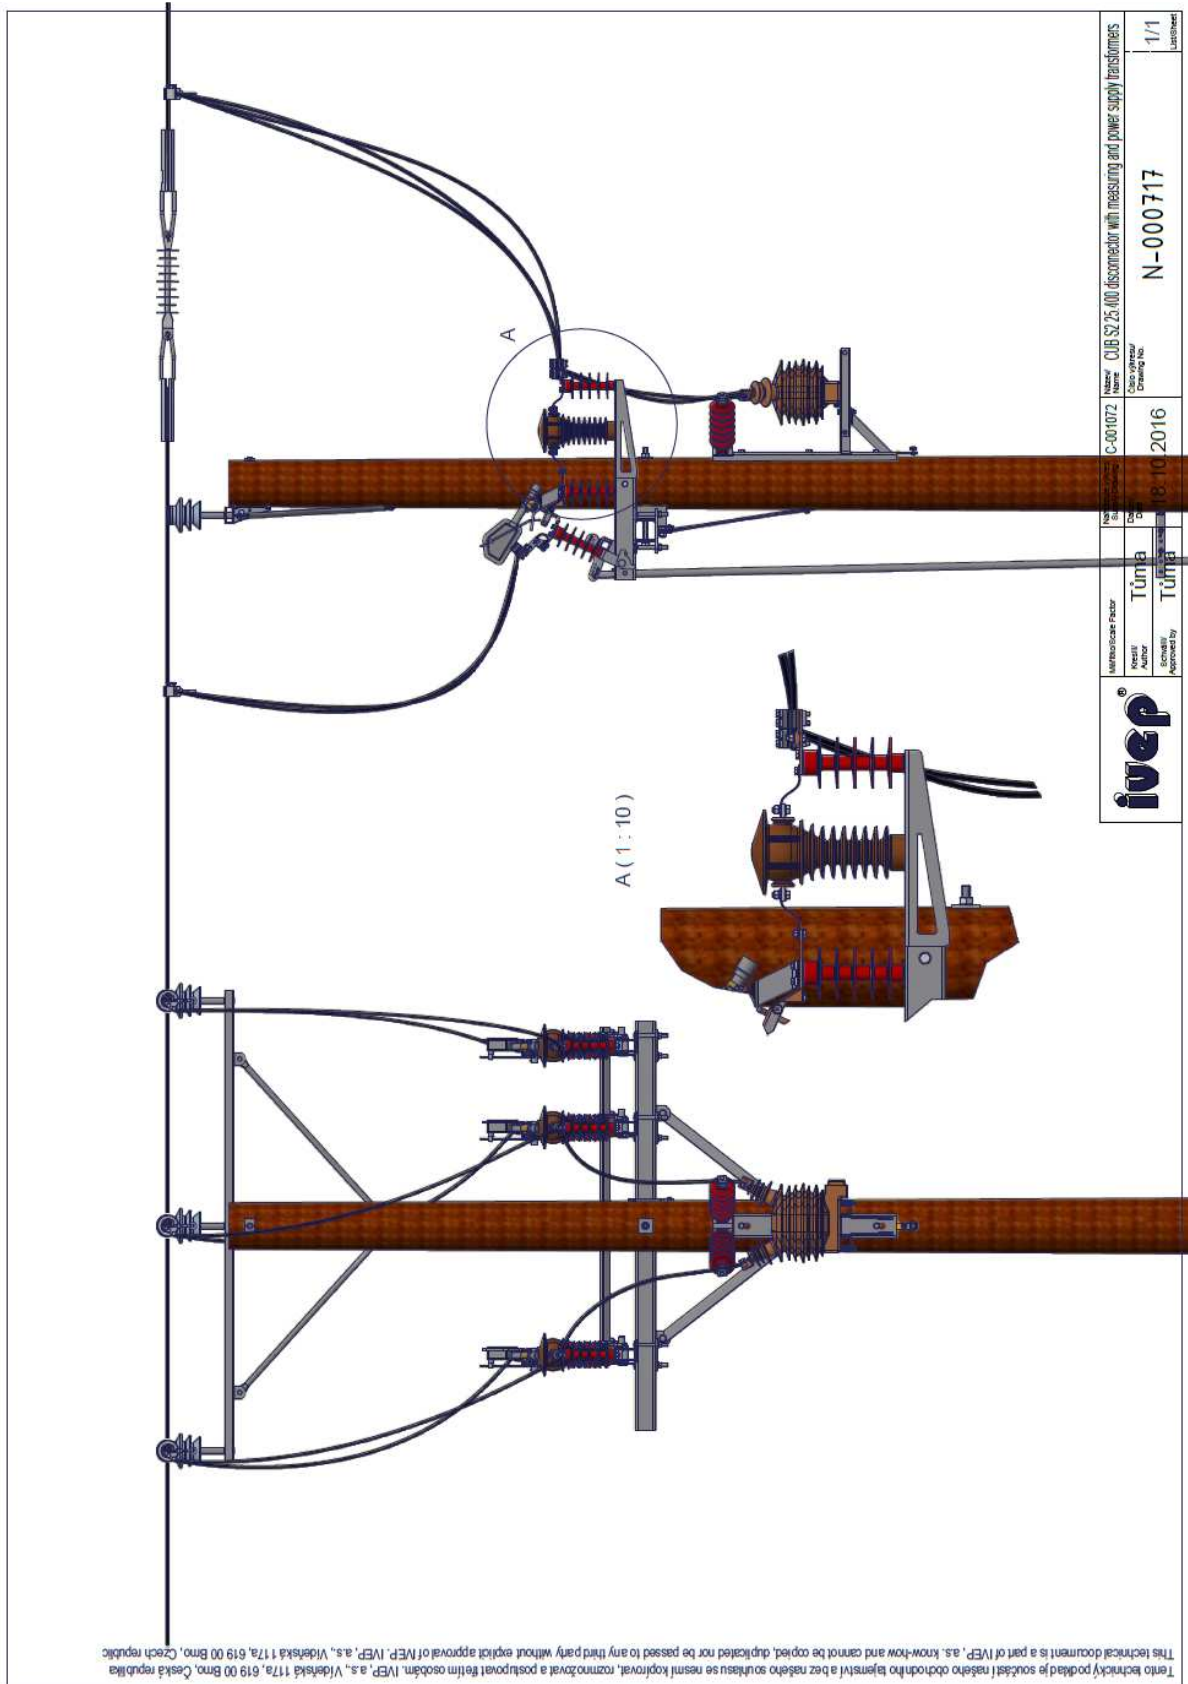 A
A ( 1 : 10 )
ivep®
Měřítko/Scale Factor
Kreslil/
Author
Tůma
Schválil/
Approved by
Tůma
C-001072
18.10.2016
Název/
Name
CUB S2 25.400 disconnector with measuring and power supply transformers
Číslo výkresu/
Drawing No.
N-000717
1/1
List/Sheet
Tento technický podklad je součástí našeho obchodního tajemství a bez našeho souhlasu se nesmí kopírovat, rozmnožovat a postupovat třetím osobám. IVEP, a.s., Vídeňská 117a, 619 00 Brno, Česká republika
This technical document is a part of IVEP, a.s. know-how and cannot be copied, duplicated nor be passed to any third party without explicit approval of IVEP. IVEP, a.s., Vídeňská 117a, 619 00 Brno, Czech republic